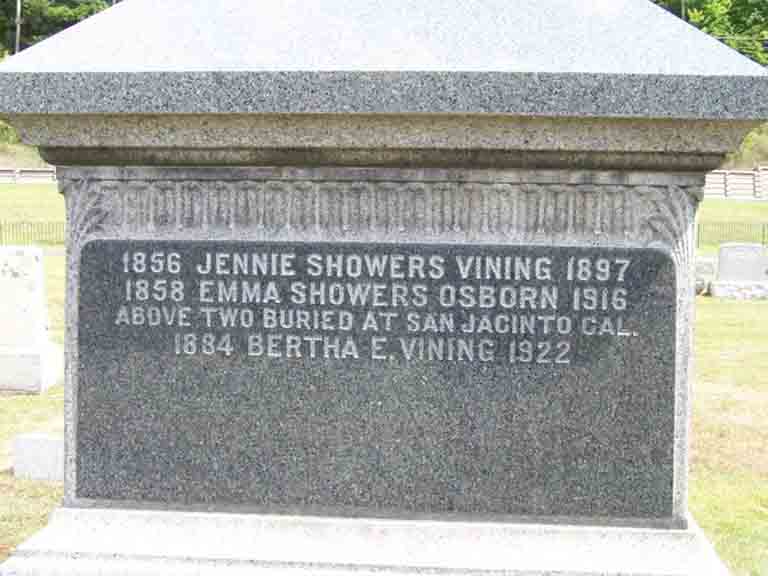 1856 JENNIE SHOWERS VINING 1897
1858 EMMA SHOWERS OSBORN 1916
ABOVE TWO BURIED AT SAN JACINTO CAL.
1884 BERTHA E. VINING 1922